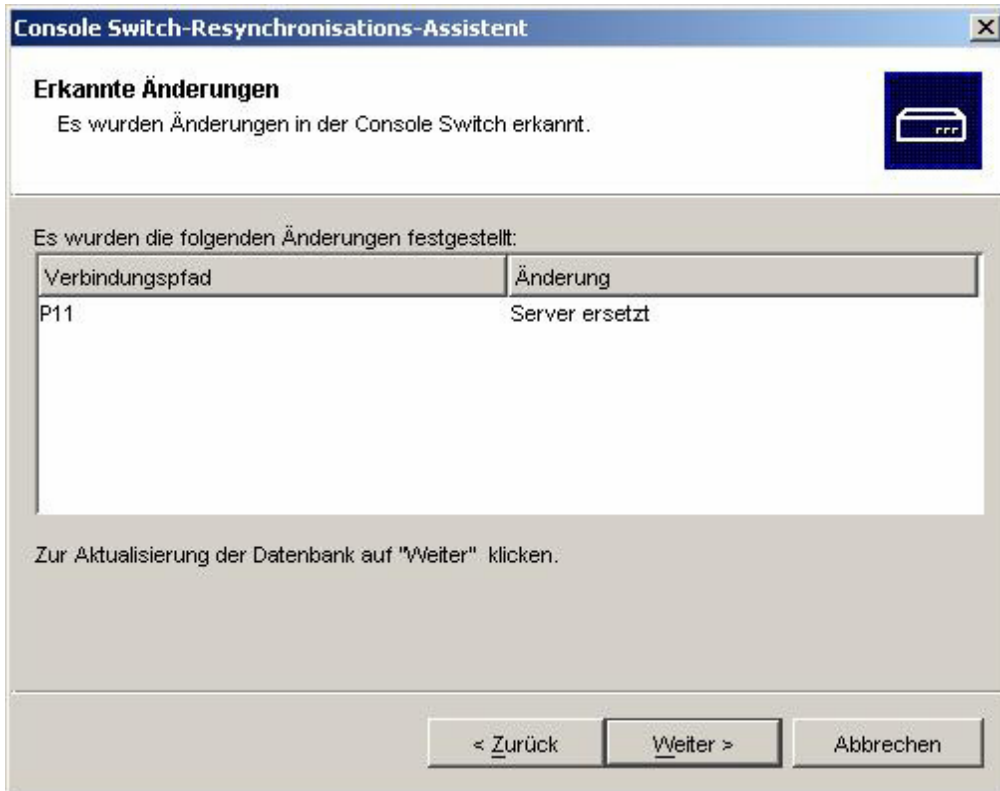 Console Switch-Resynchronisations-Assistent
Erkannte Änderungen
Es wurden Änderungen in der Console Switch erkannt.
Es wurden die folgenden Änderungen festgestellt:
Verbindungspfad Änderung
P11 Server ersetzt
Zur Aktualisierung der Datenbank auf "Weiter" klicken.
< Zurück Weiter > Abbrechen